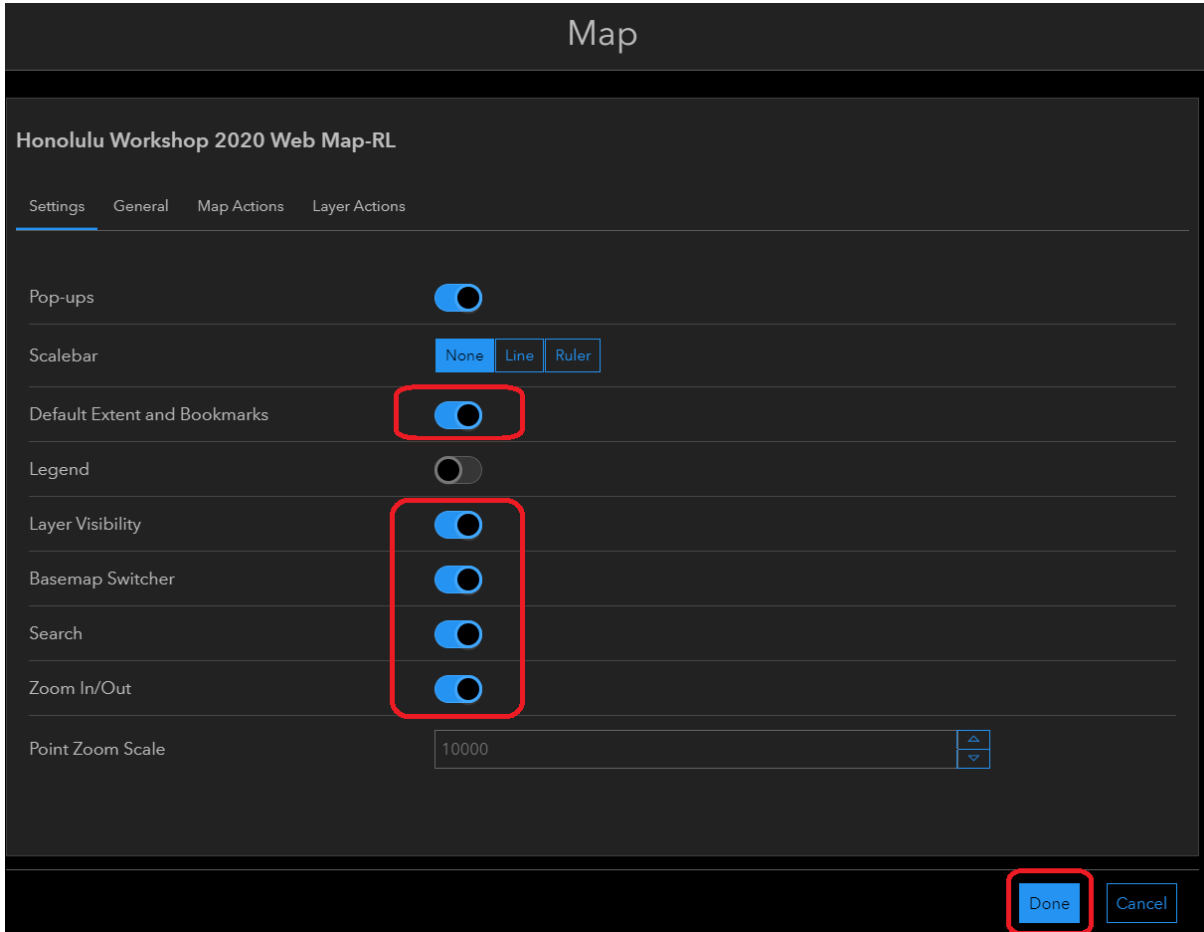 Map
Honolulu Workshop 2020 Web Map-RL
Settings General Map Actions Layer Actions
Pop-ups
Scalebar None Line Ruler
Default Extent and Bookmarks
Legend
Layer Visibility
Basemap Switcher
Search
Zoom In/Out
Point Zoom Scale 10000
Done Cancel